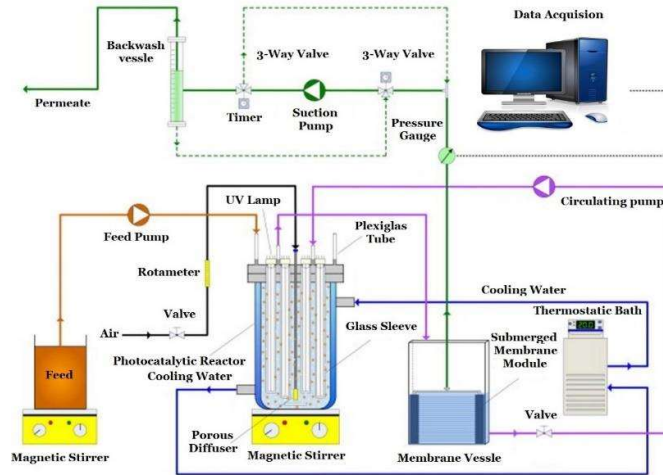 Data Acquision
Backwash
vessle
3-Way Valve
3-Way Valve
Permeate
Timer
Suction
Pump
Pressure
Gauge
UV Lamp
Circulating pump
Feed Pump
Plexiglas
Tube
Rotameter
Cooling Water
Valve
Thermostatic Bath
Air
Glass Sleeve
Submerged
Membrane
Module
Photocatalytic Reactor
Cooling Water
Feed
Valve
Porous
Diffuser
Magnetic Stirrer
Magnetic Stirrer
Membrane Vessle